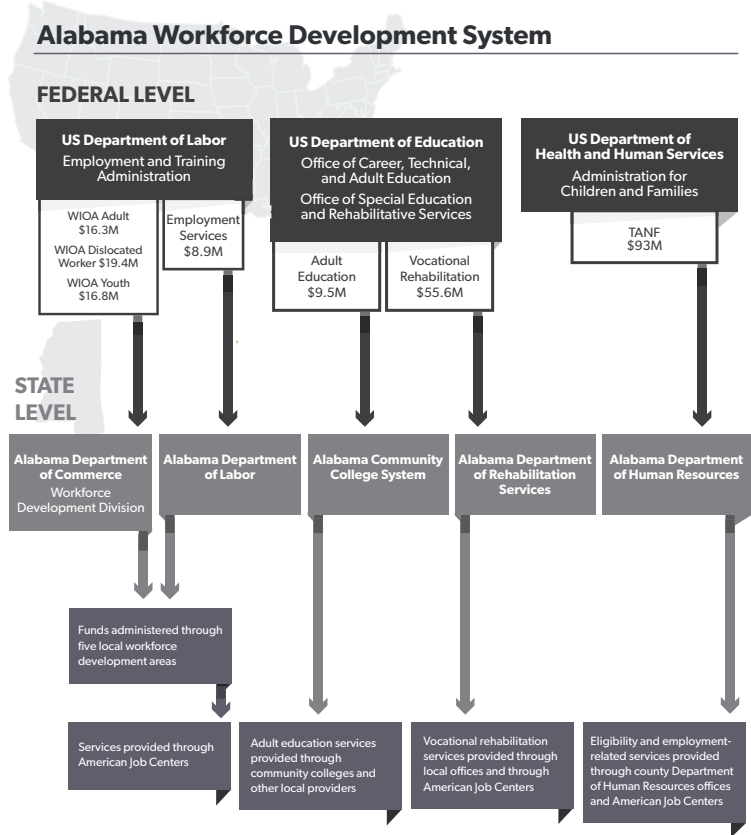 Alabama Workforce Development System
FEDERAL LEVEL
US Department of Labor
Employment and Training
Administration
WIOA Adult
$16.3M
WIOA Dislocated
Worker $19.4M
WIOA Youth
$16.8M
Employment
Services
$8.9M
US Department of Education
Office of Career, Technical,
and Adult Education
Office of Special Education
and Rehabilitative Services
Adult
Education
$9.5M
Vocational
Rehabilitation
$55.6M
US Department of
Health and Human Services
Administration for
Children and Families
TANF
$93M
STATE
LEVEL
Alabama Department
of Commerce
Workforce
Development Division
Alabama Department
of Labor
Alabama Community
College System
Alabama Department
of Rehabilitation
Services
Alabama Department
of Human Resources
Funds administered through
five local workforce
development areas
Services provided through
American Job Centers
Adult education services
provided through
community colleges and
other local providers
Vocational rehabilitation
services provided through
local offices and through
American Job Centers
Eligibility and employment-
related services provided
through county Department
of Human Resources offices
and American Job Centers